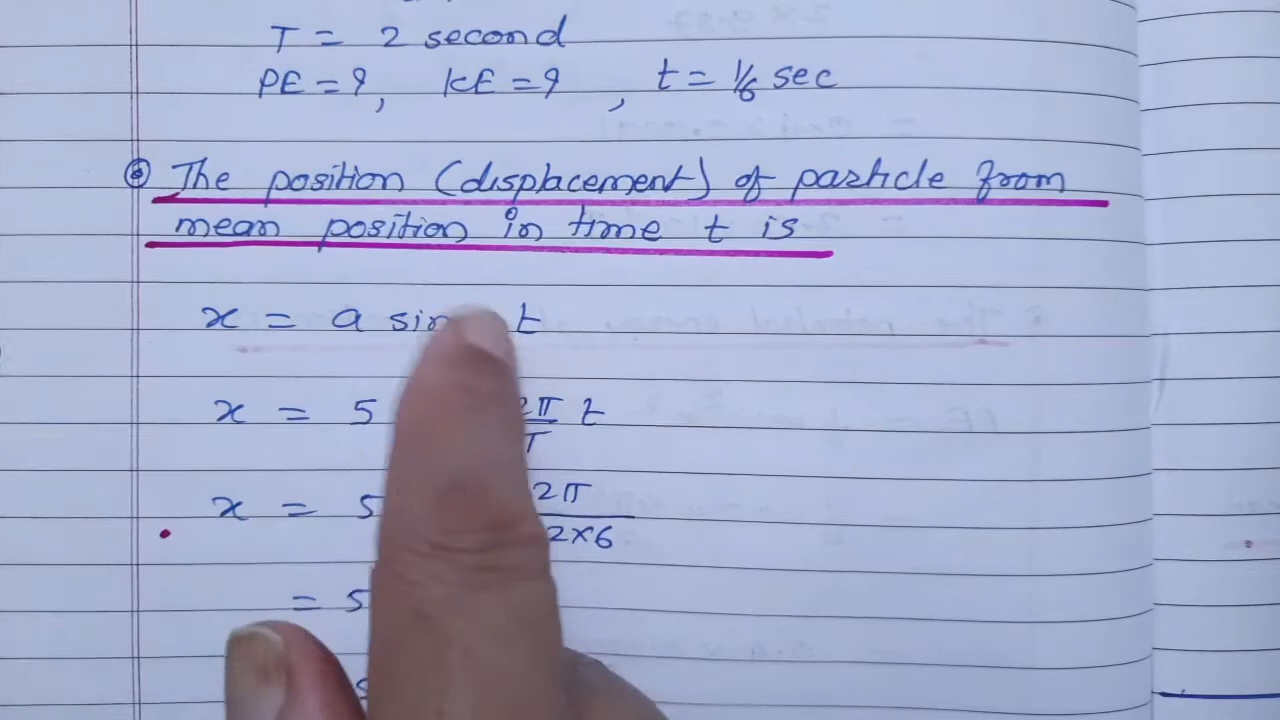 T = 2 second
PE = ?, KE = ?, t = 1/6 sec
The position (displacement) of particle from
mean position in time t is
x = a sin t
x = 5 2π/T t
x = 5 2π/2×6
= 5